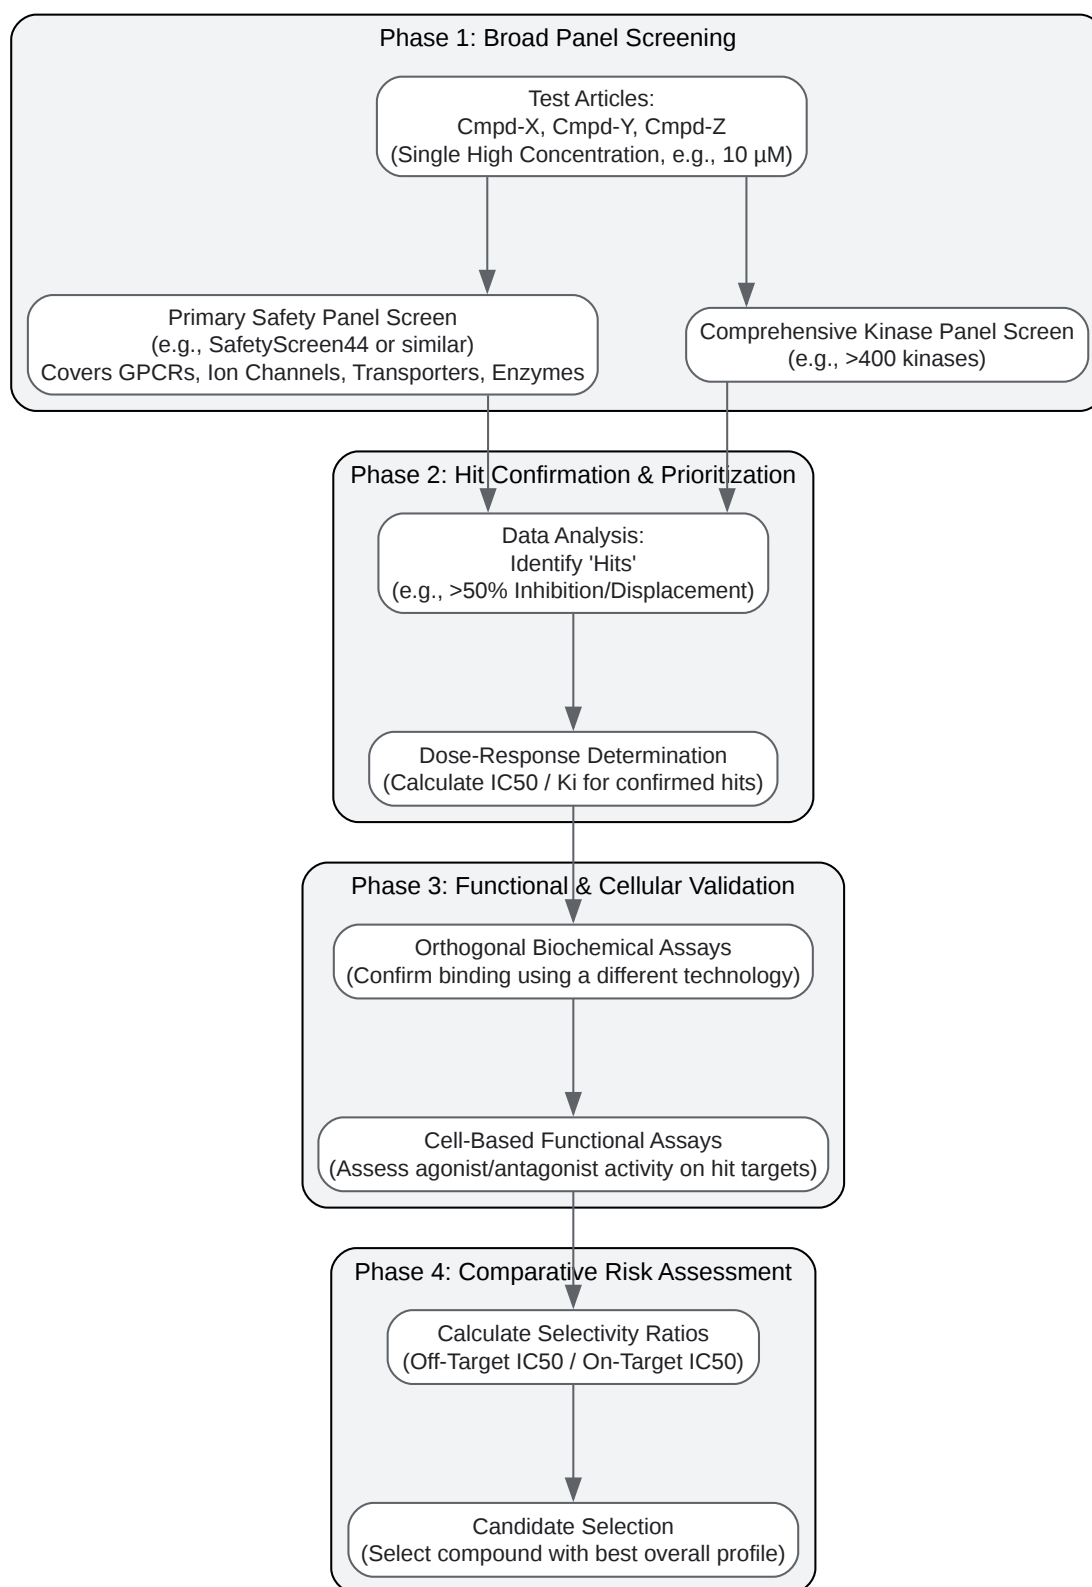 Phase 1: Broad Panel Screening
Test Articles:
Cmpd-X, Cmpd-Y, Cmpd-Z
(Single High Concentration, e.g., 10 µM)
Primary Safety Panel Screen
(e.g., SafetyScreen44 or similar)
Covers GPCRs, Ion Channels, Transporters, Enzymes
Comprehensive Kinase Panel Screen
(e.g., >400 kinases)
Phase 2: Hit Confirmation & Prioritization
Data Analysis:
Identify 'Hits'
(e.g., >50% Inhibition/Displacement)
Dose-Response Determination
(Calculate IC50 / Ki for confirmed hits)
Phase 3: Functional & Cellular Validation
Orthogonal Biochemical Assays
(Confirm binding using a different technology)
Cell-Based Functional Assays
(Assess agonist/antagonist activity on hit targets)
Phase 4: Comparative Risk Assessment
Calculate Selectivity Ratios
(Off-Target IC50 / On-Target IC50)
Candidate Selection
(Select compound with best overall profile)